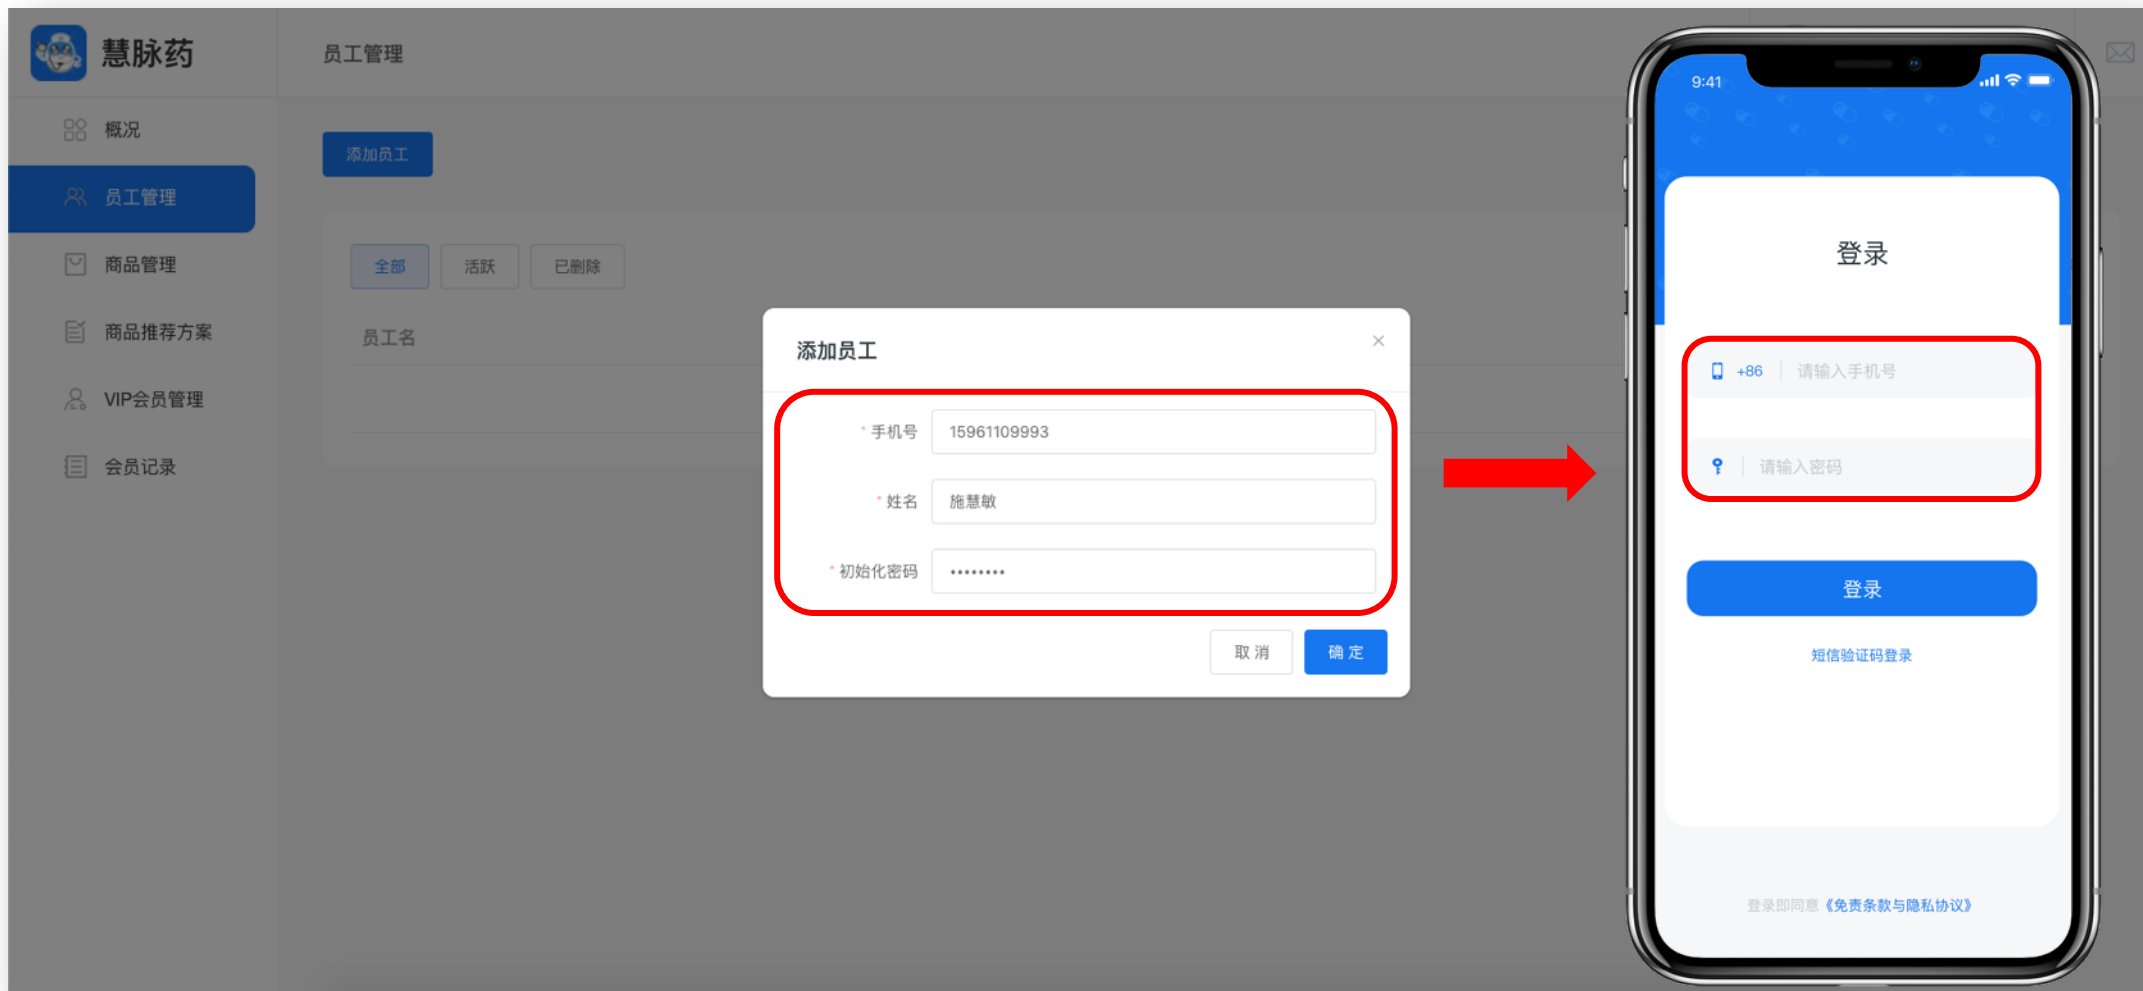 慧脉药
员工管理
概况
员工管理
商品管理
商品推荐方案
VIP会员管理
会员记录
添加员工
全部 活跃 已删除
员工名
添加员工
* 手机号 15961109993
* 姓名 施慧敏
* 初始化密码 ••••••••
取 消 确 定
9:41
登录
+86 请输入手机号
请输入密码
登录
短信验证码登录
登录即同意《免责条款与隐私协议》